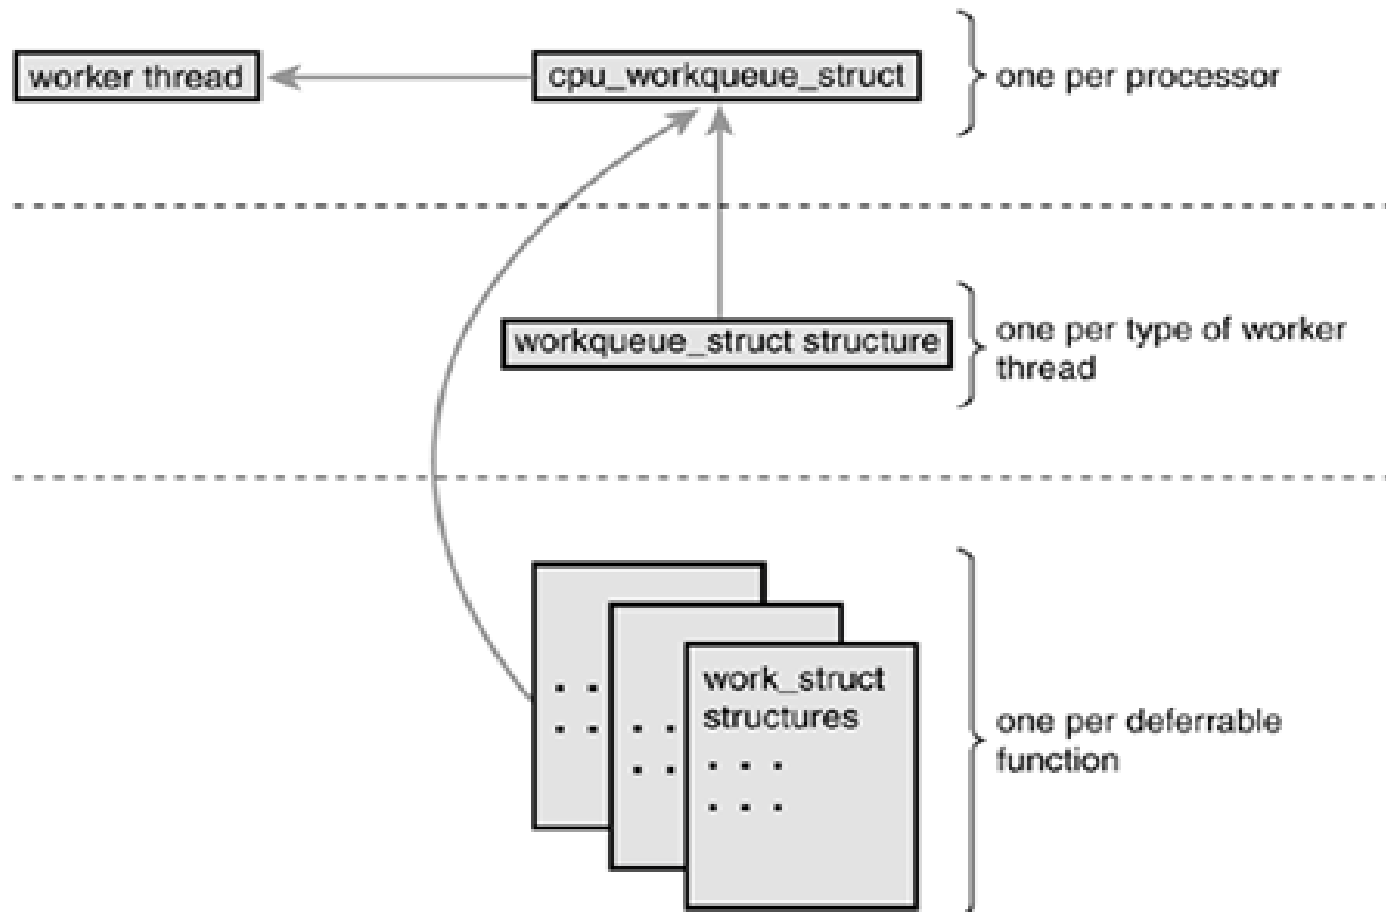 worker thread
cpu_workqueue_struct
one per processor
workqueue_struct structure
one per type of worker
thread
work_struct
structures
one per deferrable
function